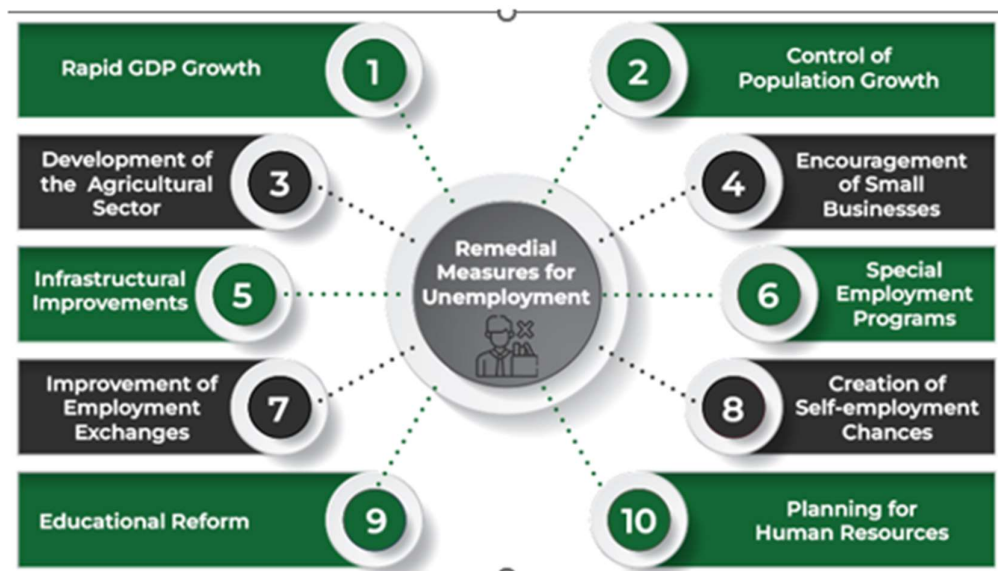 Rapid GDP Growth
1
2
Control of
Population Growth
Development of
the Agricultural
Sector
3
4
Encouragement
of Small
Businesses
Remedial
Measures for
Unemployment
Infrastructural
Improvements
5
6
Special
Employment
Programs
Improvement of
Employment
Exchanges
7
8
Creation of
Self-employment
Chances
Educational Reform
9
10
Planning for
Human Resources